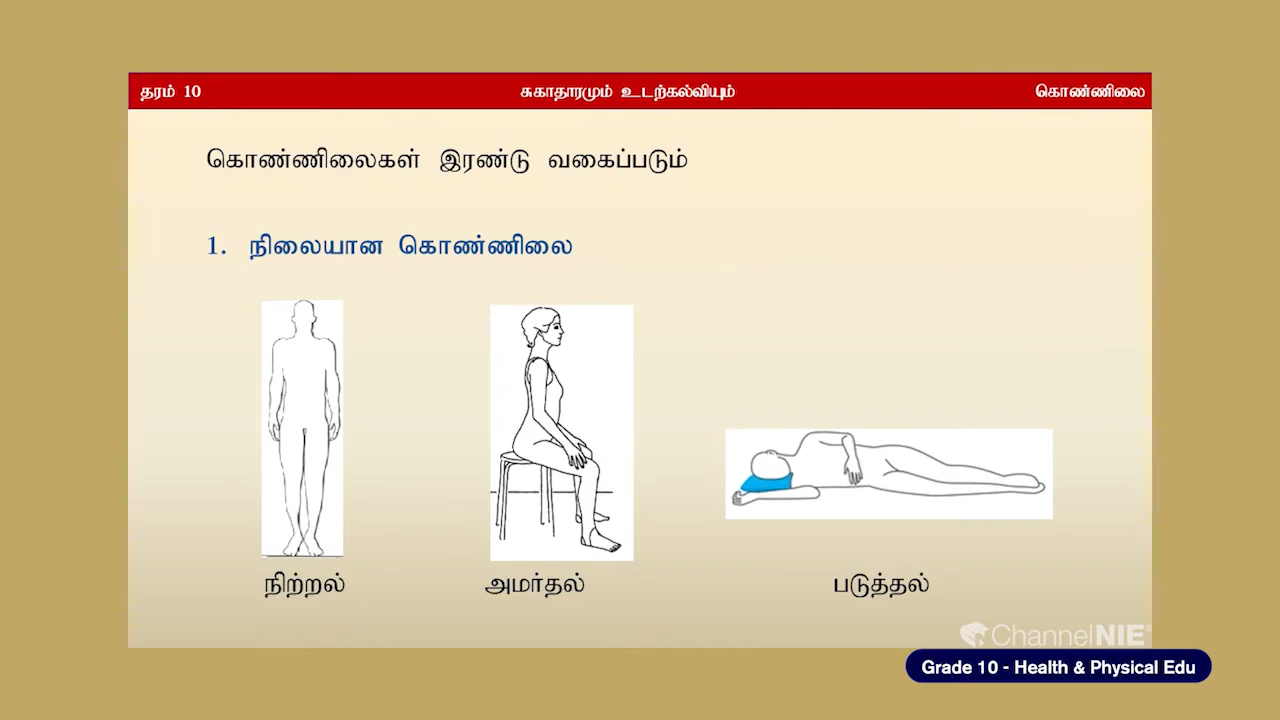 தரம் 10 சுகாதாரமும் உடற்கல்வியும் கொண்ணிலை
கொண்ணிலைகள் இரண்டு வகைப்படும்
1. நிலையான கொண்ணிலை
நிற்றல் அமர்தல் படுத்தல்
ChannelNIE
Grade 10 - Health & Physical Edu